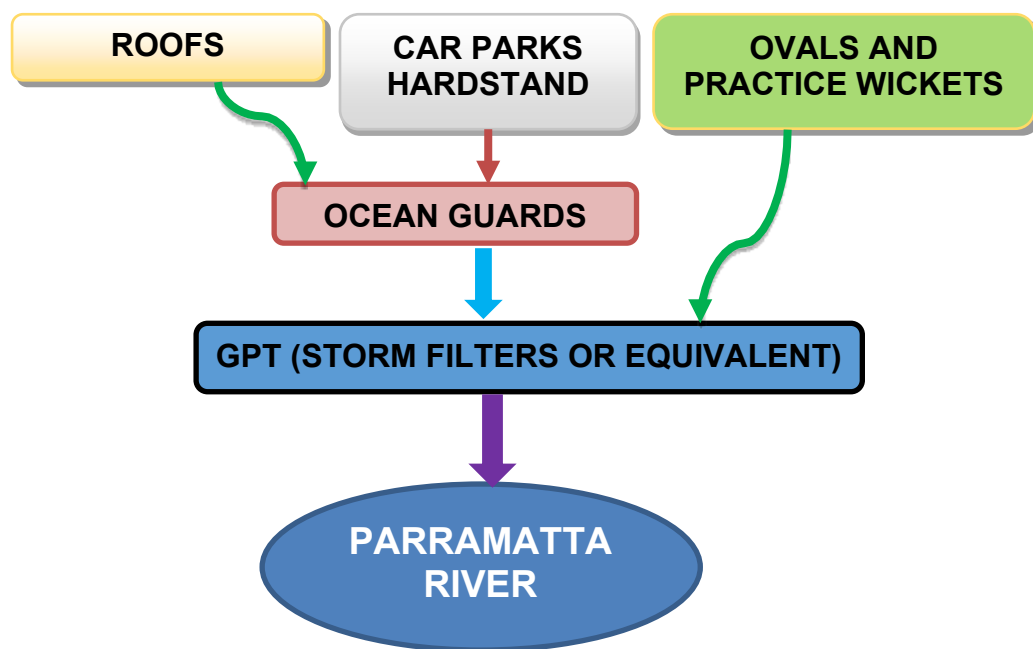 ROOFS
CAR PARKS
HARDSTAND
OVALS AND
PRACTICE WICKETS
OCEAN GUARDS
GPT (STORM FILTERS OR EQUIVALENT)
PARRAMATTA
RIVER